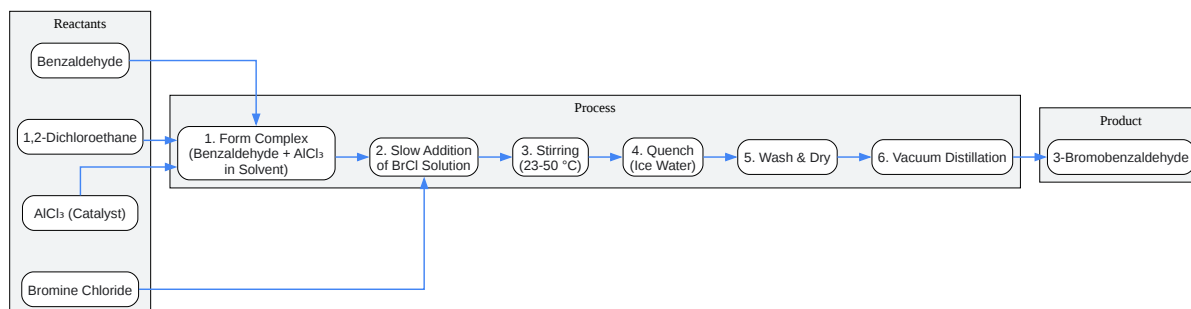 Reactants
Benzaldehyde
1,2-Dichloroethane
AlCl₃ (Catalyst)
Bromine Chloride
Process
1. Form Complex
(Benzaldehyde + AlCl₃
in Solvent)
2. Slow Addition
of BrCl Solution
3. Stirring
(23-50 °C)
4. Quench
(Ice Water)
5. Wash & Dry
6. Vacuum Distillation
Product
3-Bromobenzaldehyde